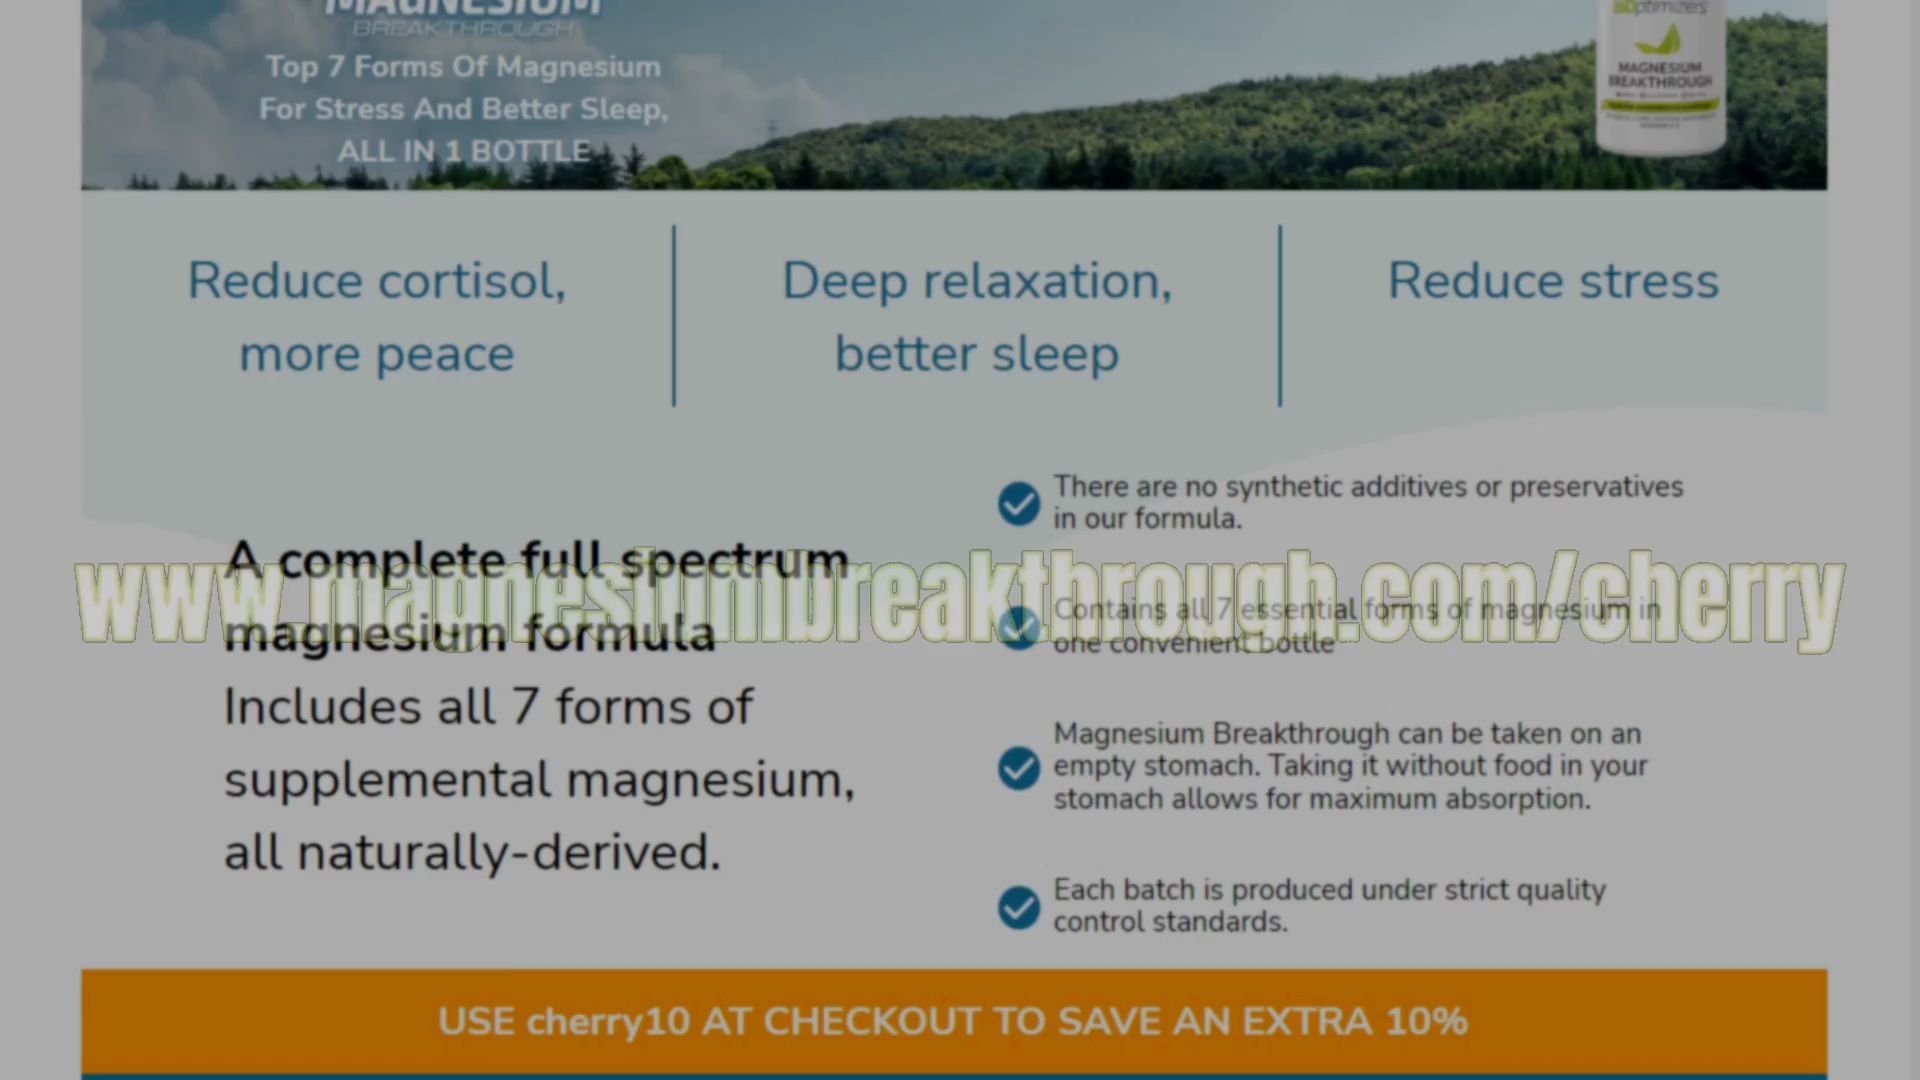 MAGNESIUM
BREAKTHROUGH
Top 7 Forms Of Magnesium
For Stress And Better Sleep,
ALL IN 1 BOTTLE
Optimizers
MAGNESIUM
BREAKTHROUGH
Reduce cortisol,
more peace
Deep relaxation,
better sleep
Reduce stress
A complete full spectrum
magnesium formula
Includes all 7 forms of
supplemental magnesium,
all naturally-derived.
There are no synthetic additives or preservatives
in our formula.
Contains all 7 essential forms of magnesium in
one convenient bottle
Magnesium Breakthrough can be taken on an
empty stomach. Taking it without food in your
stomach allows for maximum absorption.
Each batch is produced under strict quality
control standards.
www.magnesiumbreakthrough.com/cherry
USE cherry10 AT CHECKOUT TO SAVE AN EXTRA 10%